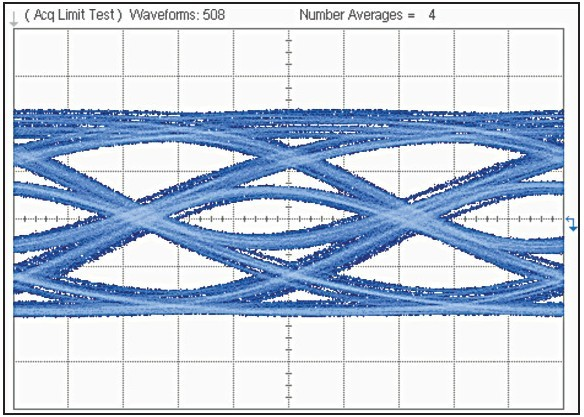 ( Acq Limit Test ) Waveforms: 508 Number Averages = 4